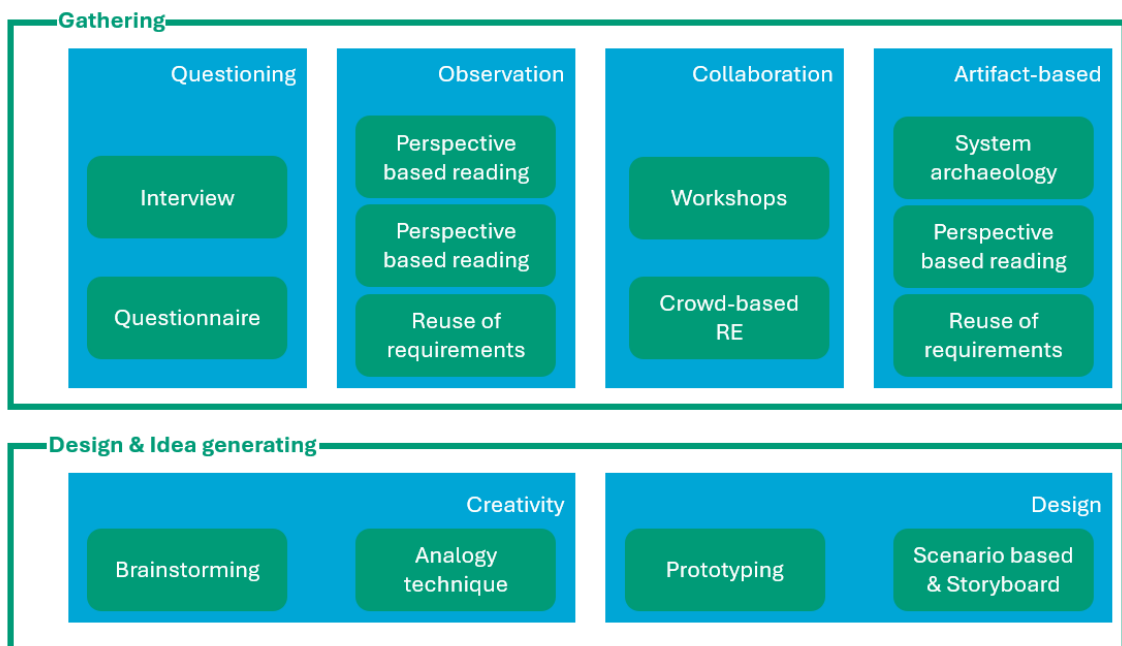 Gathering
Questioning
Interview
Questionnaire
Observation
Perspective
based reading
Perspective
based reading
Reuse of
requirements
Collaboration
Workshops
Crowd-based
RE
Artifact-based
System
archaeology
Perspective
based reading
Reuse of
requirements
Design & Idea generating
Creativity
Brainstorming
Analogy
technique
Design
Prototyping
Scenario based
& Storyboard